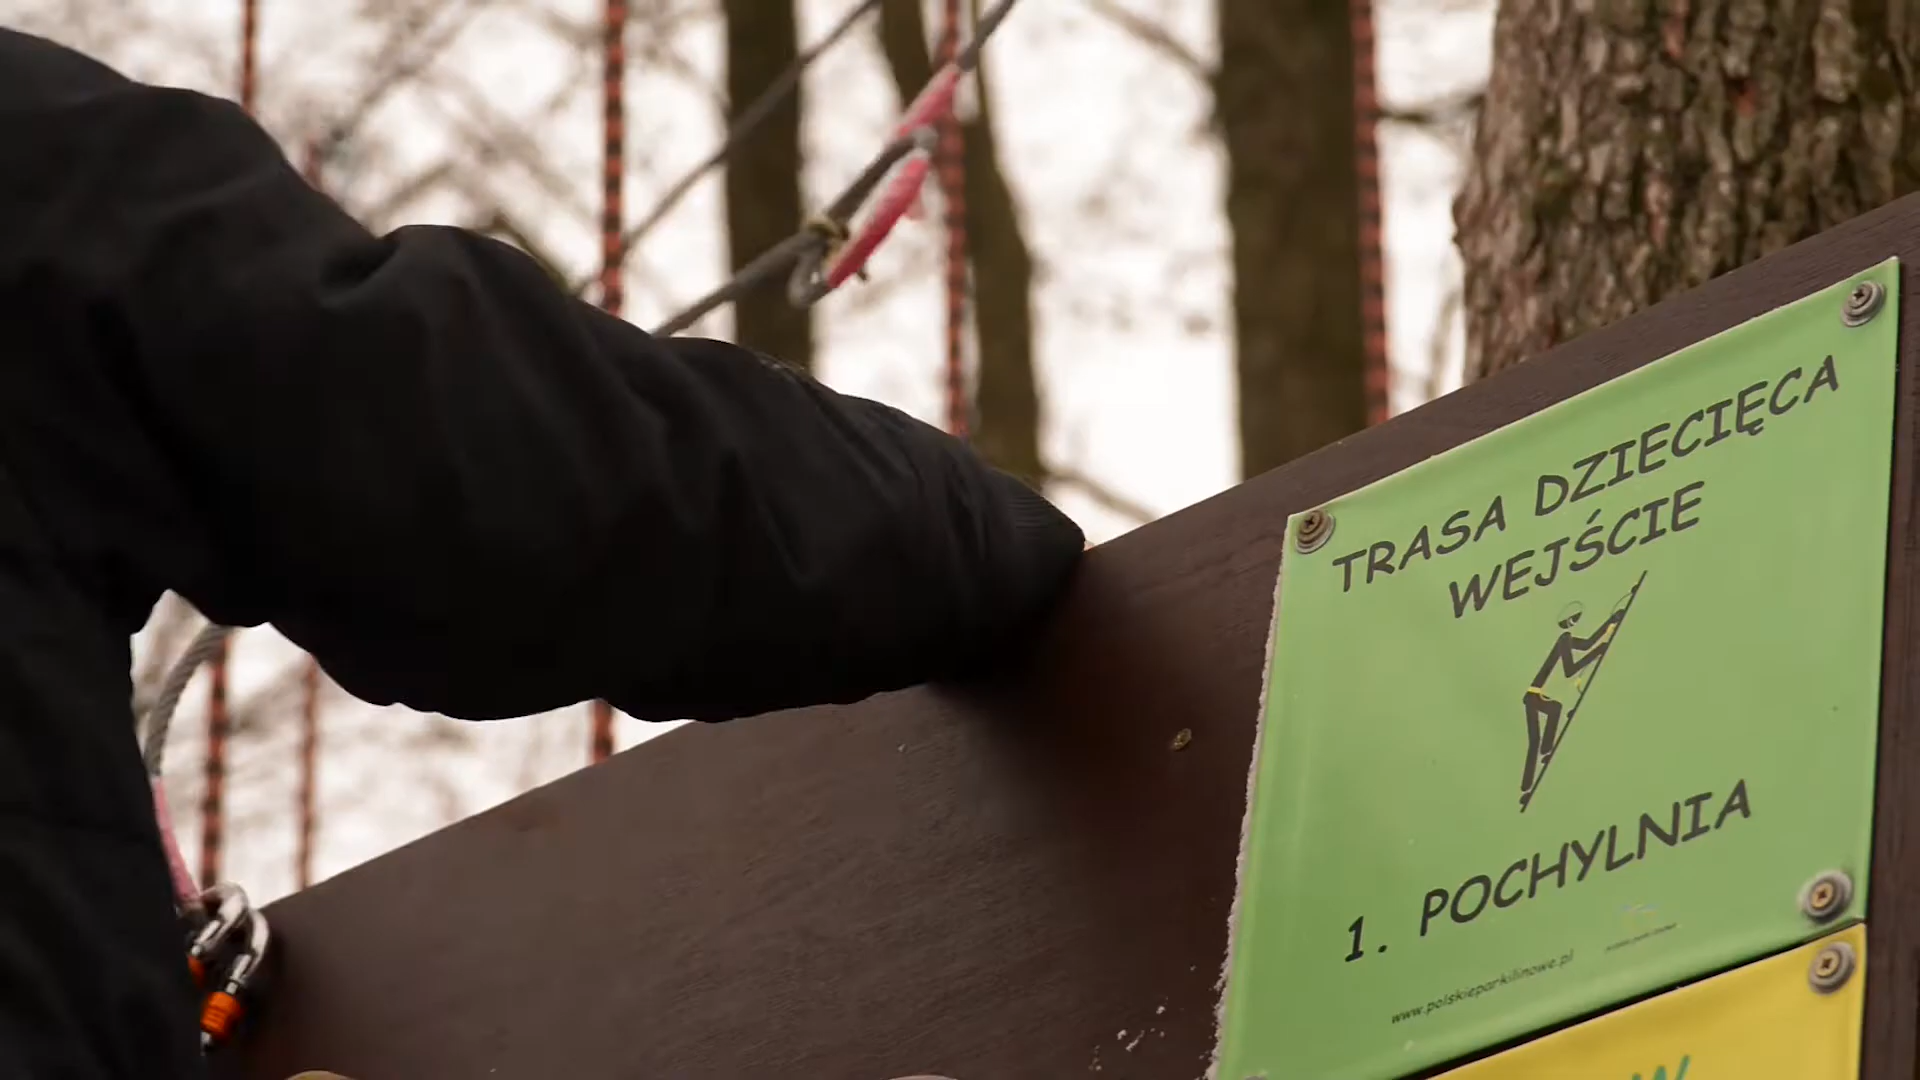 TRASA DZIECIĘCA
WEJŚCIE
1. POCHYLNIA
www.polskieparkilinowe.pl
W